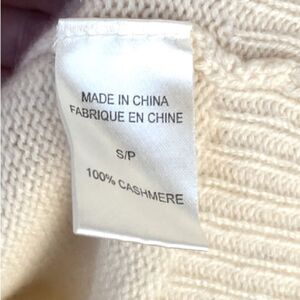 MADE IN CHINA
FABRIQUE EN CHINE
S/P
100% CASHMERE